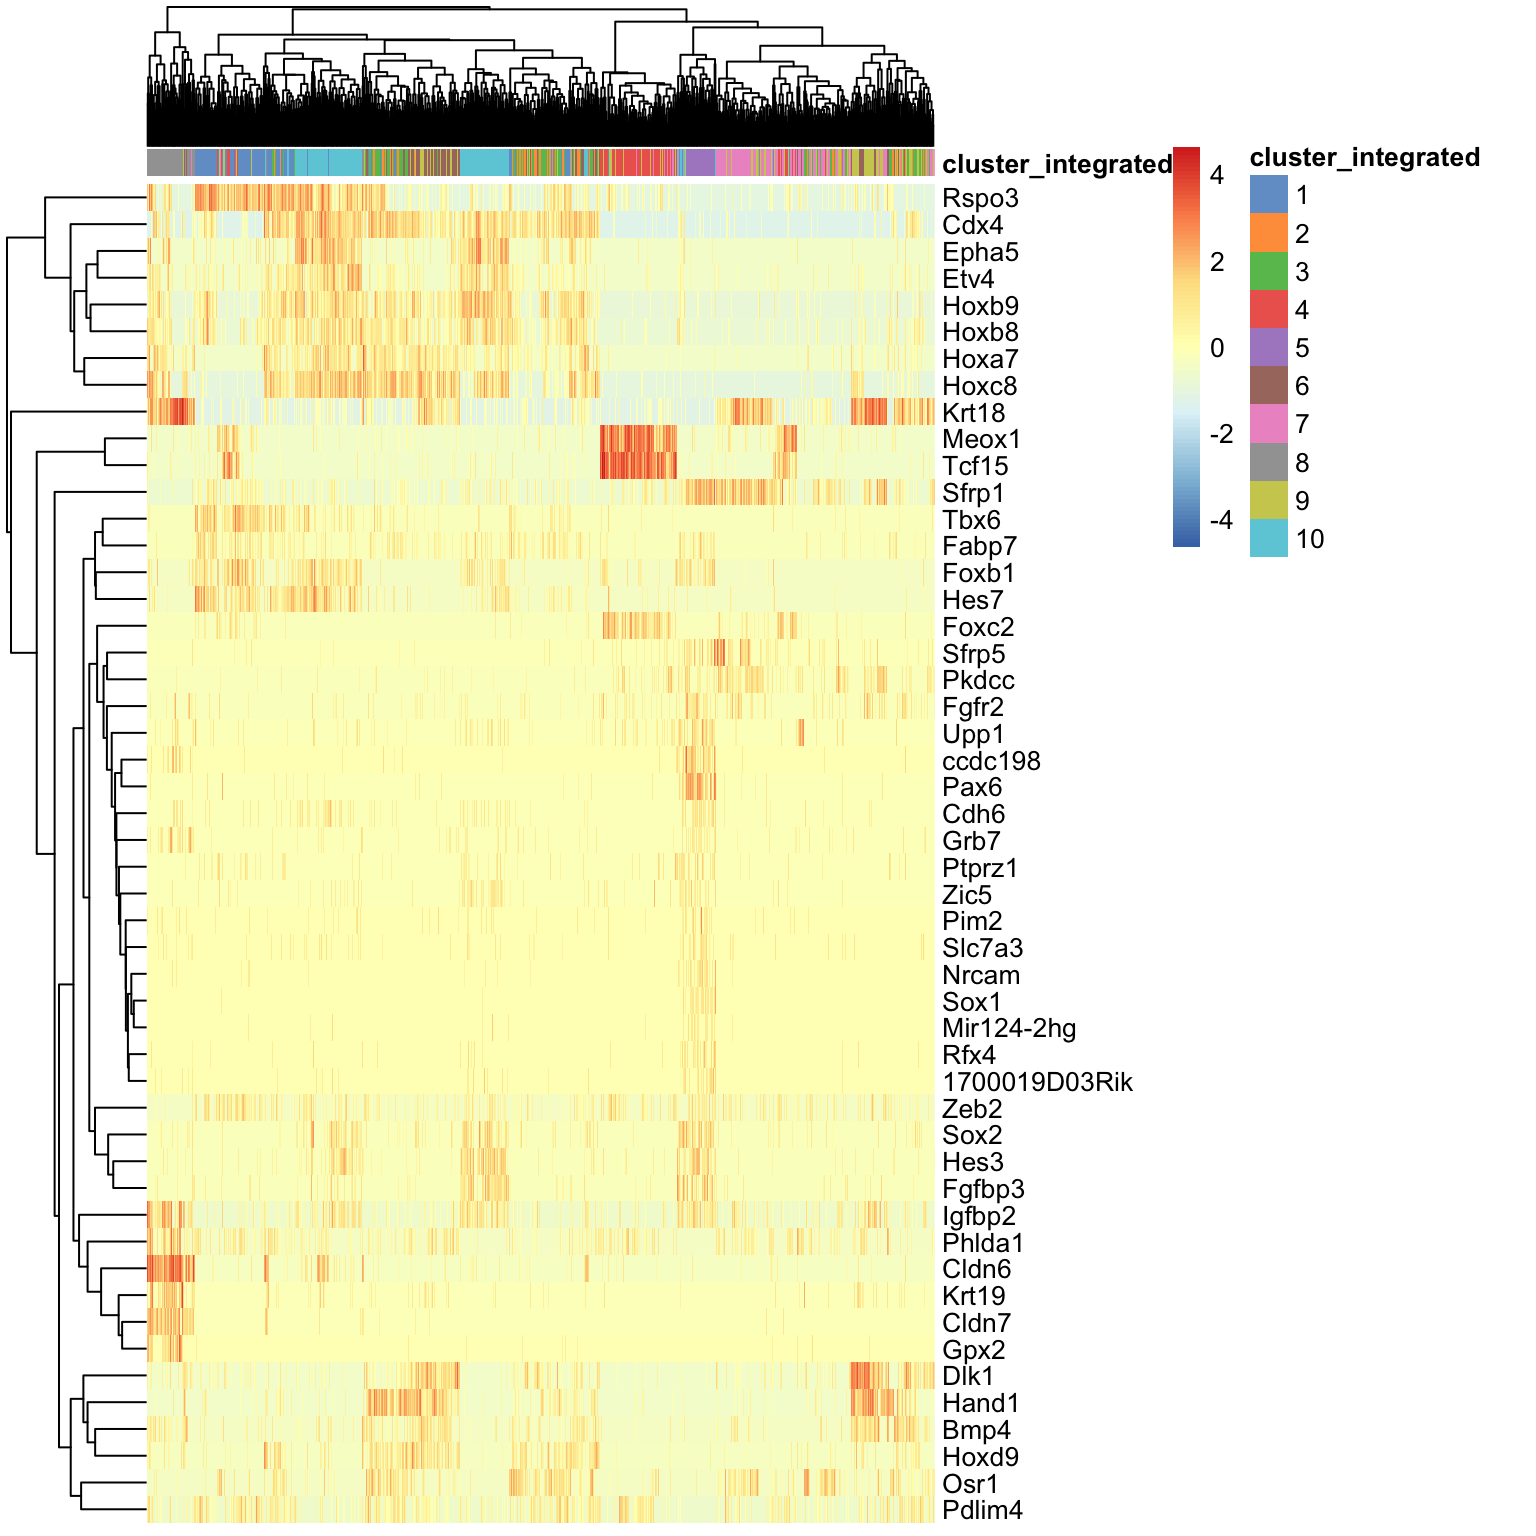 cluster_integrated
Rspo3
Cdx4
Epha5
Etv4
Hoxb9
Hoxb8
Hoxa7
Hoxc8
Krt18
Meox1
Tcf15
Sfrp1
Tbx6
Fabp7
Foxb1
Hes7
Foxc2
Sfrp5
Pkdcc
Fgfr2
Upp1
ccdc198
Pax6
Cdh6
Grb7
Ptprz1
Zic5
Pim2
Slc7a3
Nrcam
Sox1
Mir124-2hg
Rfx4
1700019D03Rik
Zeb2
Sox2
Hes3
Fgfbp3
Igfbp2
Phlda1
Cldn6
Krt19
Cldn7
Gpx2
Dlk1
Hand1
Bmp4
Hoxd9
Osr1
Pdlim4
4
2
0
-2
-4
cluster_integrated
1
2
3
4
5
6
7
8
9
10